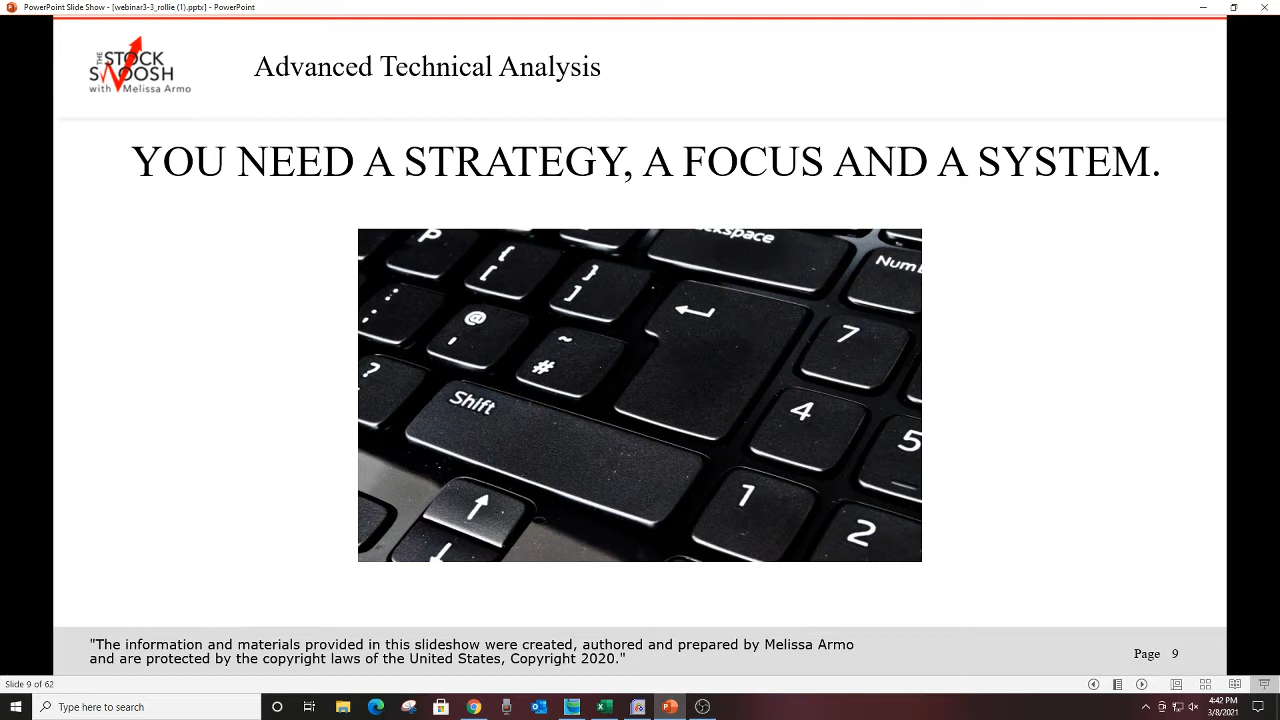 PowerPoint Slide Show - [webinar3-3_rollie (1).pptx] - PowerPoint
THE
STOCK
SWOOSH
with Melissa Armo
Advanced Technical Analysis
YOU NEED A STRATEGY, A FOCUS AND A SYSTEM.
P
{
[
}
]
Num
:
;
@
'
~
#
7
?
Shift
4
5
1
2
"The information and materials provided in this slideshow were created, authored and prepared by Melissa Armo
and are protected by the copyright laws of the United States, Copyright 2020."
Page 9
Slide 9 of 62
Type here to search
4:42 PM
3/8/2021